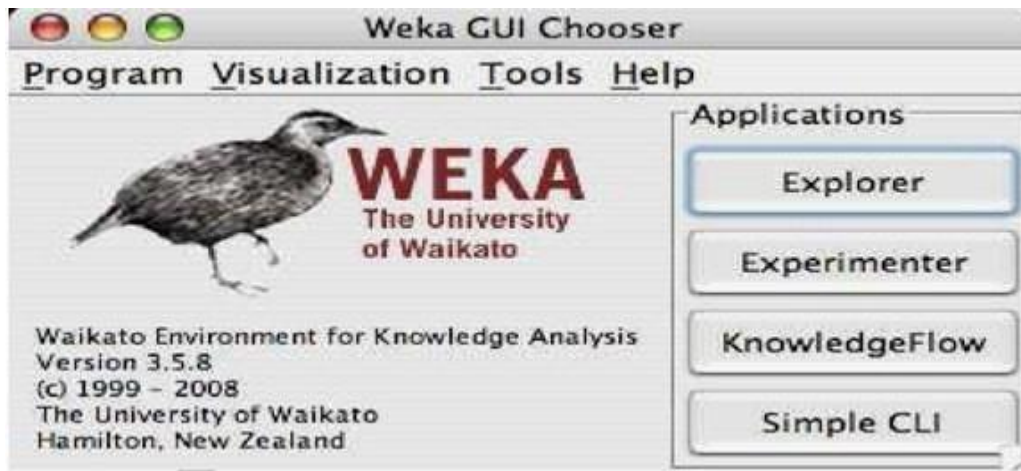 Weka GUI Chooser
Program Visualization Tools Help
WEKA
The University
of Waikato
Waikato Environment for Knowledge Analysis
Version 3.5.8
(c) 1999 - 2008
The University of Waikato
Hamilton, New Zealand
Applications
Explorer
Experimenter
KnowledgeFlow
Simple CLI